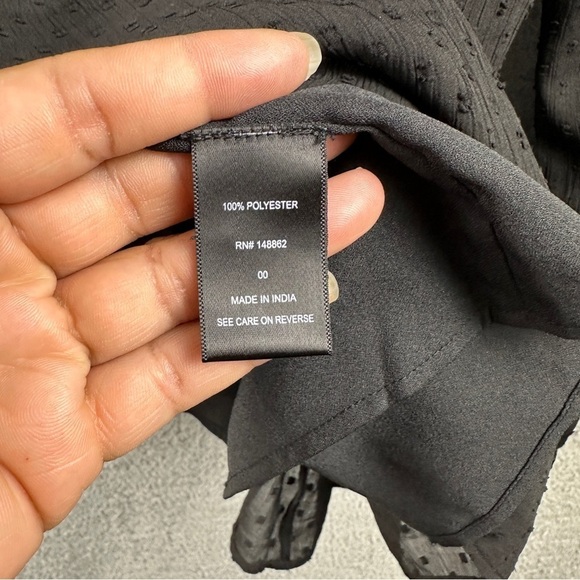 100% POLYESTER
RN# 148862
00
MADE IN INDIA
SEE CARE ON REVERSE